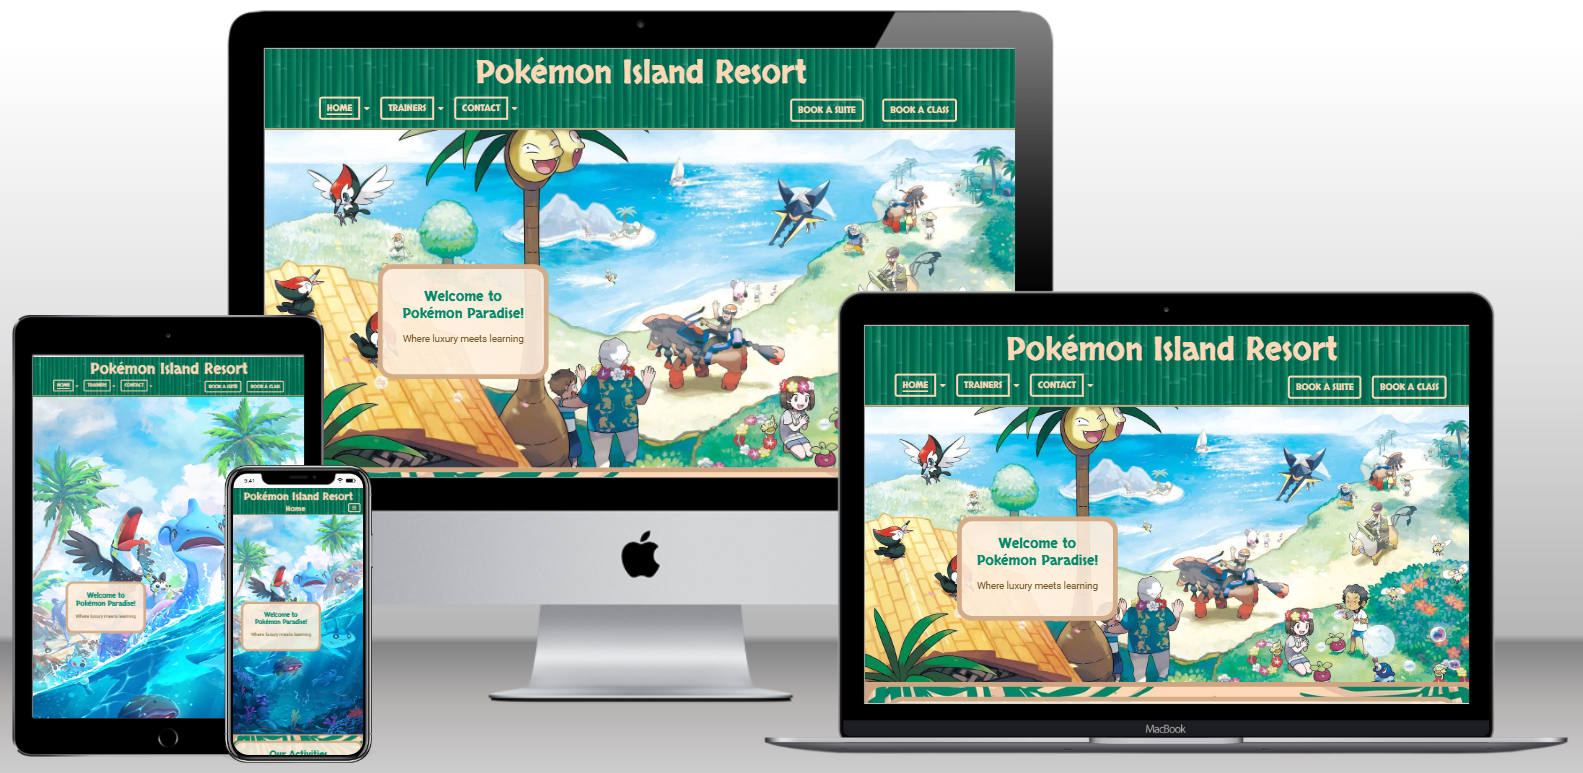 Pokémon Island Resort
HOME TRAINERS CONTACT BOOK A SUITE BOOK A CLASS
Welcome to
Pokémon Paradise!
Where luxury meets learning
Pokémon Island Resort
HOME TRAINERS CONTACT BOOK A SUITE BOOK A CLASS
Welcome to
Pokémon Paradise!
Where luxury meets learning
9:41
Pokémon Island Resort
Home
Welcome to
Pokémon Paradise!
Where luxury meets learning
Our Activities
Pokémon Island Resort
HOME TRAINERS CONTACT BOOK A SUITE BOOK A CLASS
Welcome to
Pokémon Paradise!
Where luxury meets learning
MacBook